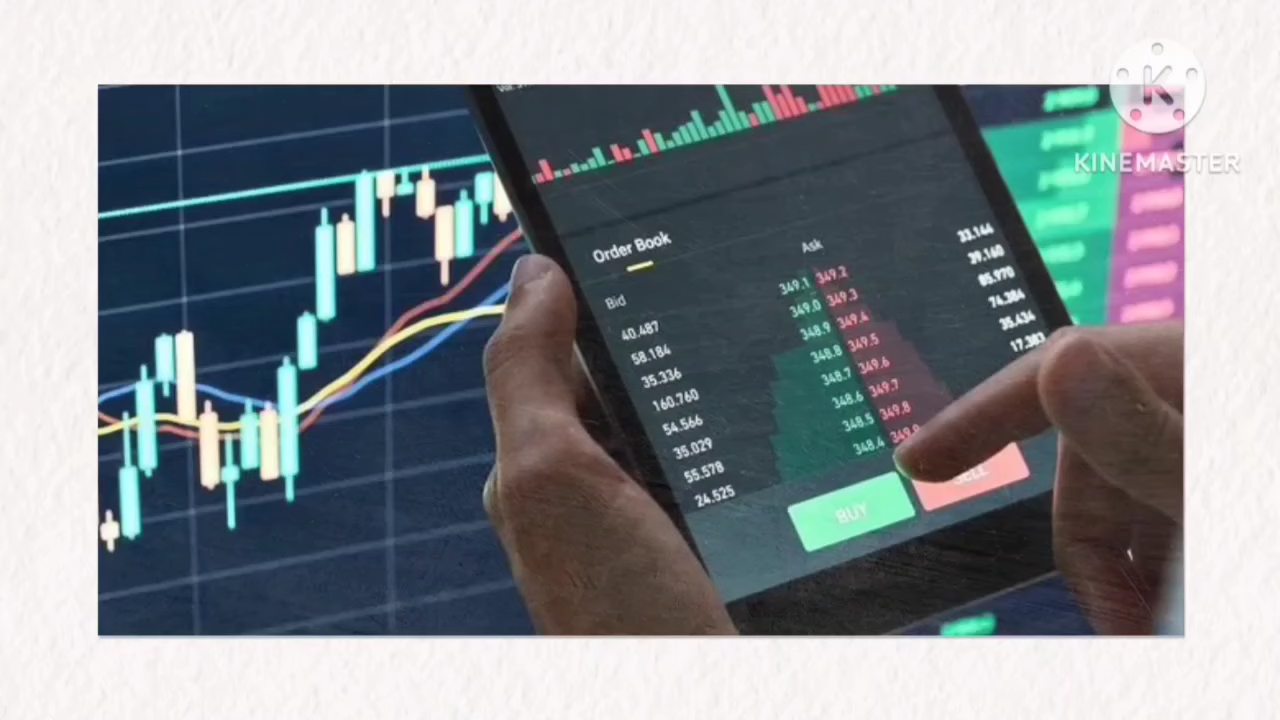 KINEMASTER
Order Book
Bid
Ask
40.487 349.1 349.2 33.144
58.184 349.0 349.3 39.160
35.336 348.9 349.4 85.970
160.760 348.8 349.5 74.384
54.566 348.7 349.6 35.434
35.029 348.6 349.7 17.383
55.578 348.5 349.8
24.525 348.4
BUY
SELL